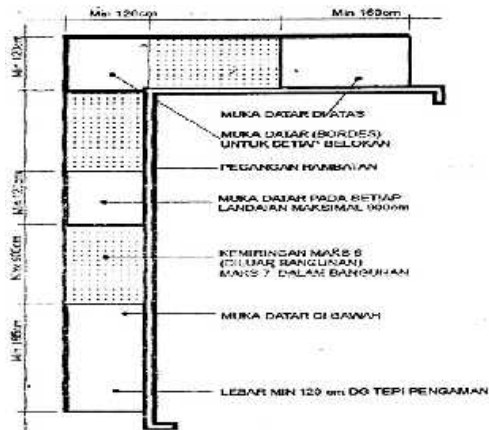 Min 120cm
Min 160cm
Min 120cm
MUKA DATAR DIATAS
MUKA DATAR (BORDES)
UNTUK SETIAP BELOKAN
PEGANGAN RAMBATAN
MUKA DATAR PADA SETIAP
LANDAIAN MAKSIMAL 900cm
KEMIRINGAN MAKS 6
(DILUAR BANGUNAN)
MAKS 7 DALAM BANGUNAN
MUKA DATAR DI BAWAH
LEBAR MIN 120 cm DG TEPI PENGAMAN